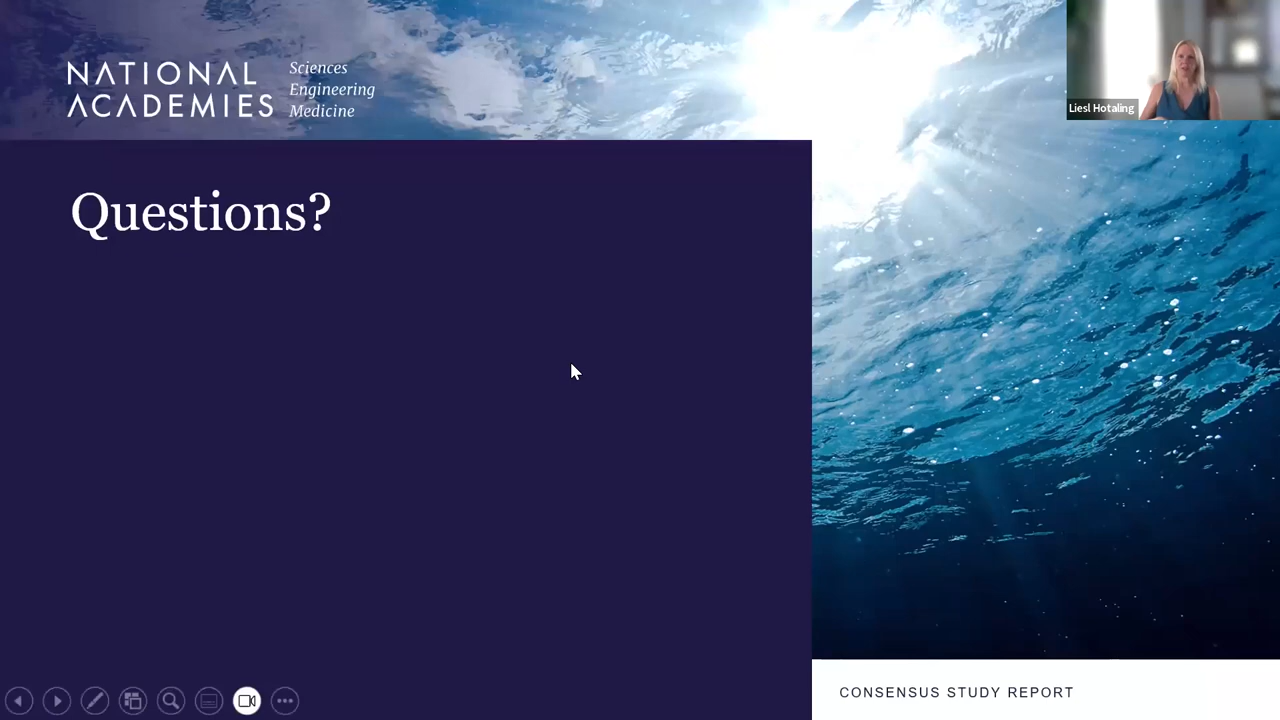 NATIONAL
ACADEMIES
Sciences
Engineering
Medicine
Liesl Hotaling
Questions?
CONSENSUS STUDY REPORT